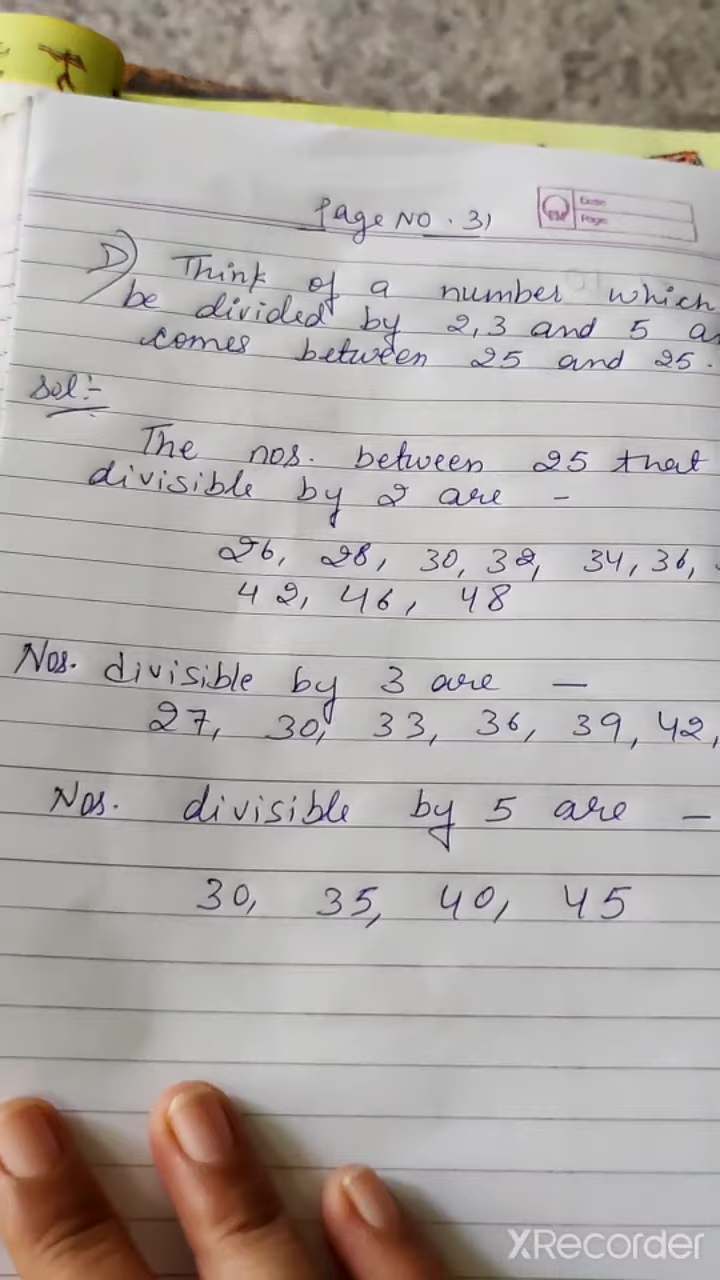 Page No. 31
Date
Page
1) Think of a number which
be divided by 2, 3 and 5
comes between 25 and 25.
Sol:-
The nos. between 25 that
divisible by 2 are -
26, 28, 30, 32, 34, 36,
42, 46, 48
Nos. divisible by 3 are —
27, 30, 33, 36, 39, 42,
Nos. divisible by 5 are —
30, 35, 40, 45
XRecorder